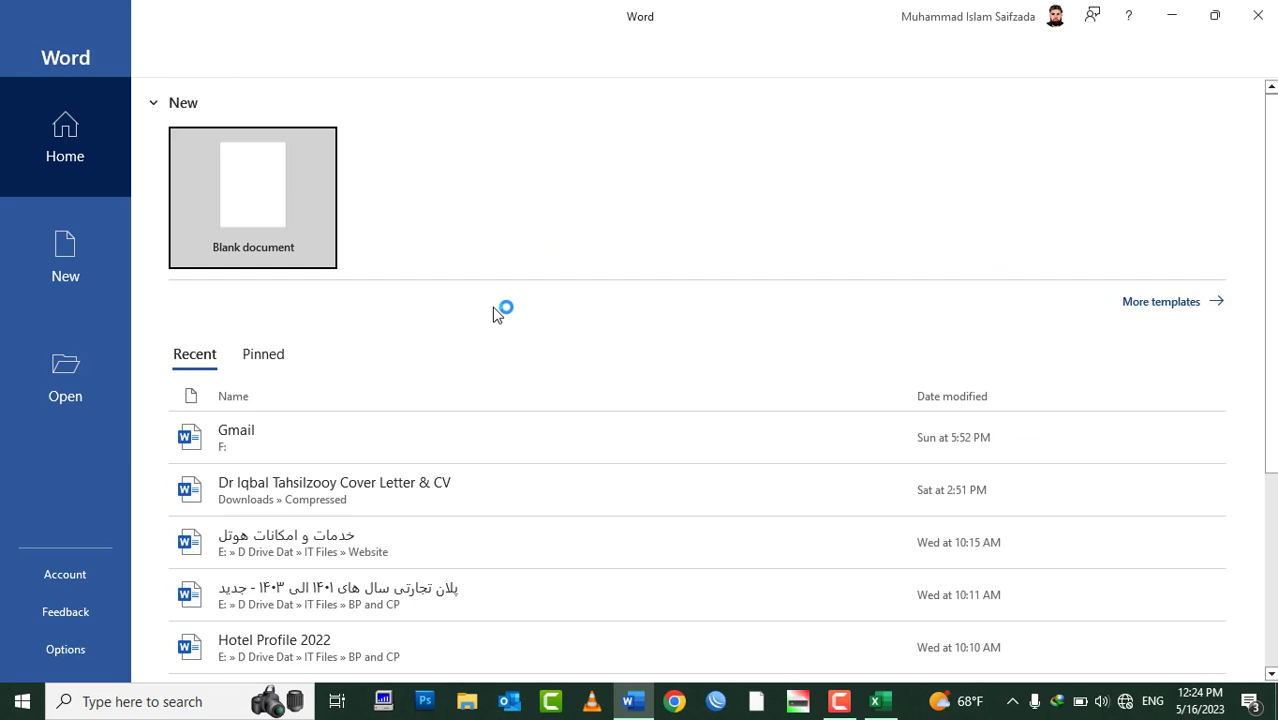 Word
Muhammad Islam Saifzada
?
Word
Home
New
Open
Account
Feedback
Options
New
Blank document
More templates
Recent
Pinned
Name
Date modified
Gmail
F:
Sun at 5:52 PM
Dr Iqbal Tahsilzooy Cover Letter & CV
Downloads » Compressed
Sat at 2:51 PM
خدمات و امکانات هوتل
E: » D Drive Dat » IT Files » Website
Wed at 10:15 AM
پلان تجارتی سال های ۱۴۰۱ الی ۱۴۰۳ - جدید
E: » D Drive Dat » IT Files » BP and CP
Wed at 10:11 AM
Hotel Profile 2022
E: » D Drive Dat » IT Files » BP and CP
Wed at 10:10 AM
Type here to search
68°F
ENG
12:24 PM
5/16/2023
3